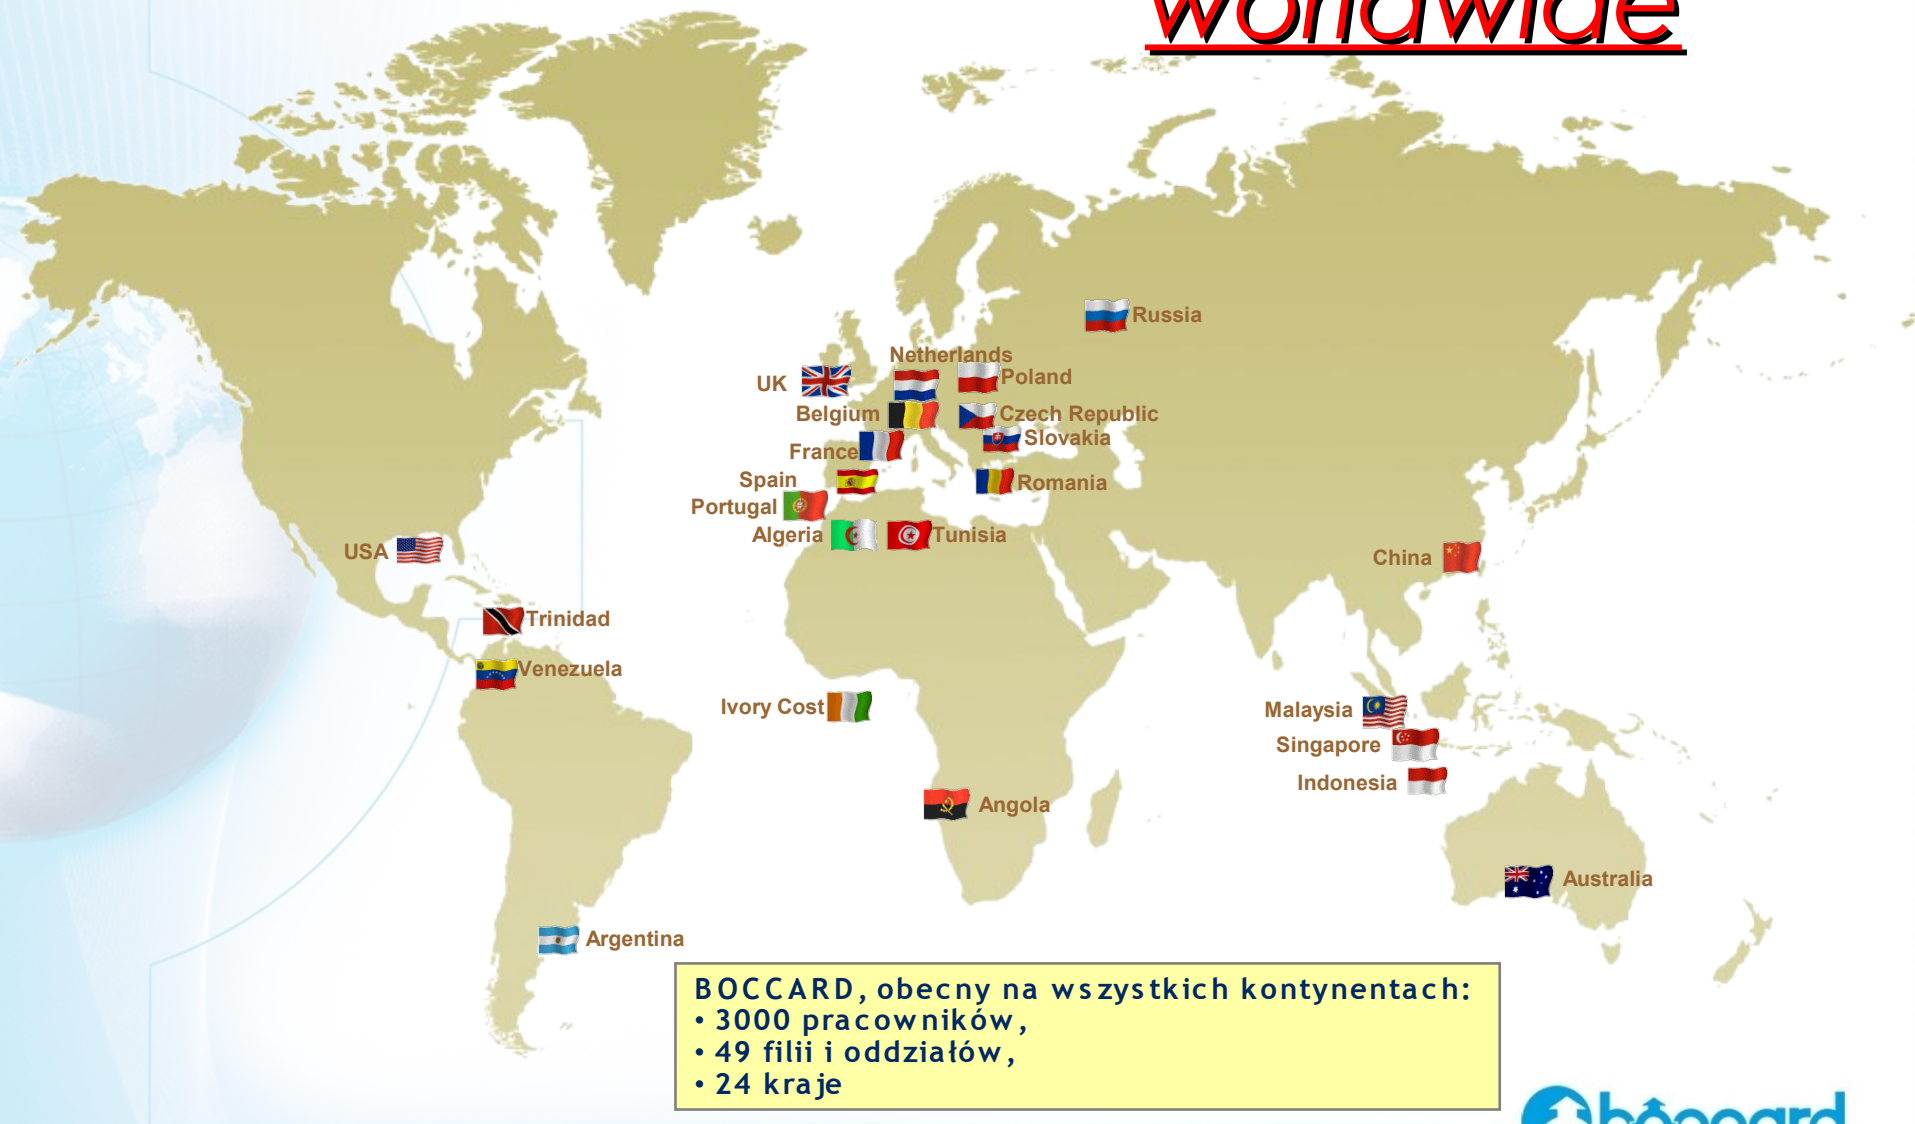 worldwide
Russia
Netherlands
UK
Poland
Belgium
Czech Republic
Slovakia
France
Spain
Romania
Portugal
Algeria
Tunisia
USA
China
Trinidad
Venezuela
Ivory Cost
Malaysia
Singapore
Indonesia
Angola
Australia
Argentina
BOCCARD, obecny na wszystkich kontynentach:
• 3000 pracowników,
• 49 filii i oddziałów,
• 24 kraje
bôccard